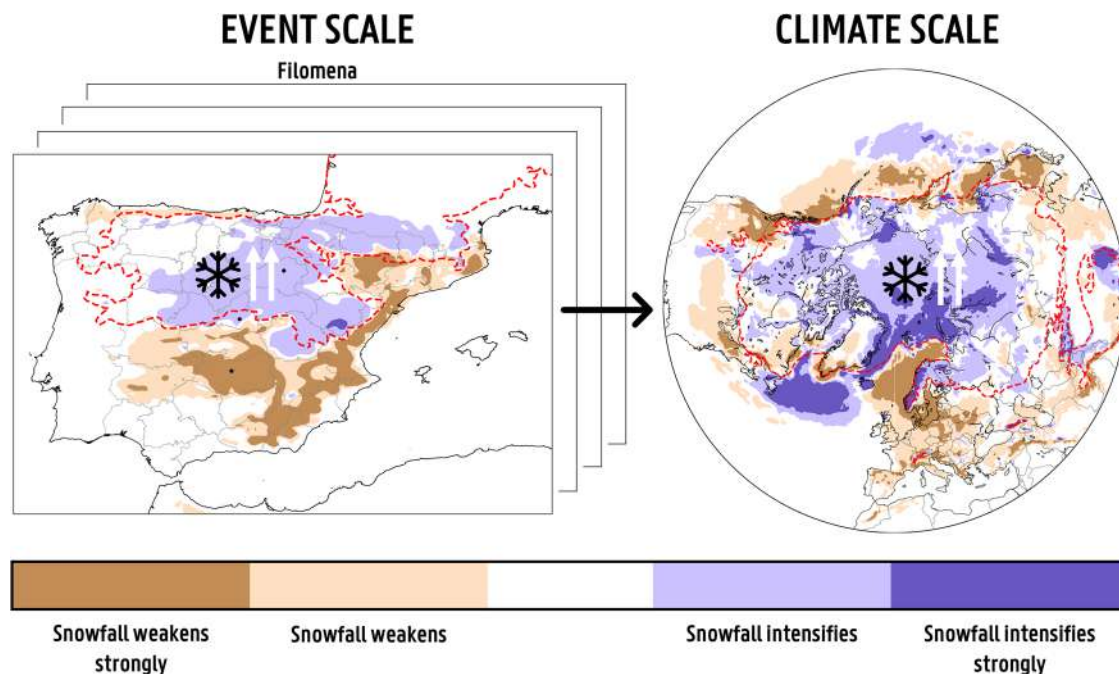 EVENT SCALE
CLIMATE SCALE
Filomena
Snowfall weakens
strongly
Snowfall weakens
Snowfall intensifies
Snowfall intensifies
strongly